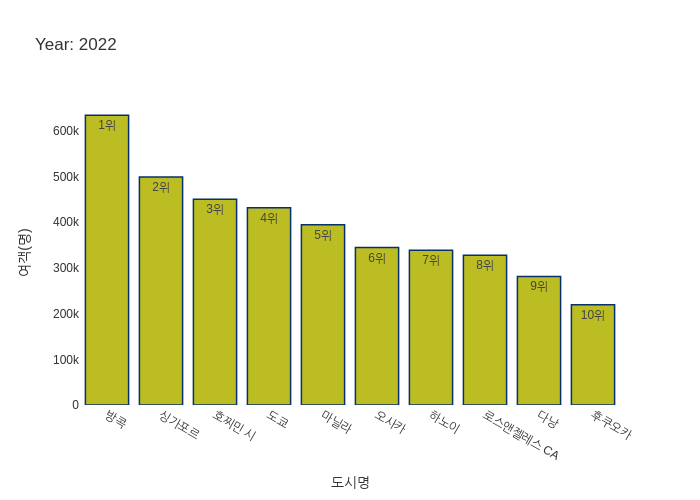 Year: 2022
여객(명)
600k
500k
400k
300k
200k
100k
0
1위
2위
3위
4위
5위
6위
7위
8위
9위
10위
방콕
싱가포르
호찌민 시
도쿄
마닐라
오사카
하노이
로스앤젤레스 CA
다낭
후쿠오카
도시명